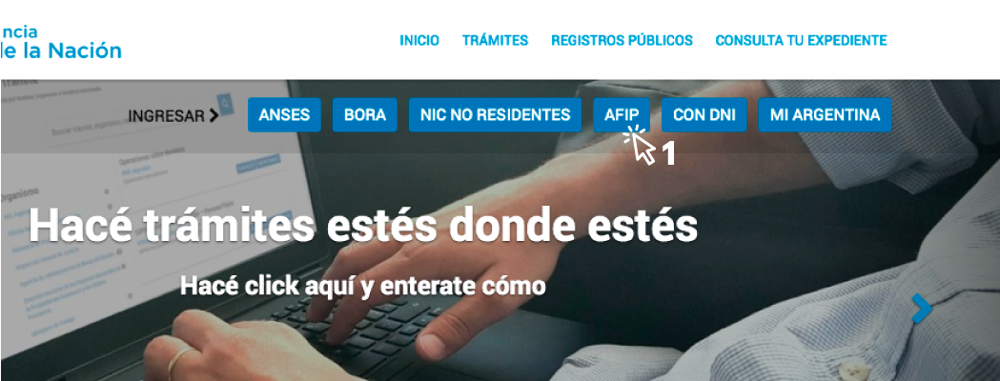 ncia
de la Nación
INICIO TRÁMITES REGISTROS PÚBLICOS CONSULTA TU EXPEDIENTE
INGRESAR
ANSES BORA NIC NO RESIDENTES AFIP CON DNI MI ARGENTINA
1
Hacé trámites estés donde estés
Hacé click aquí y enterate cómo